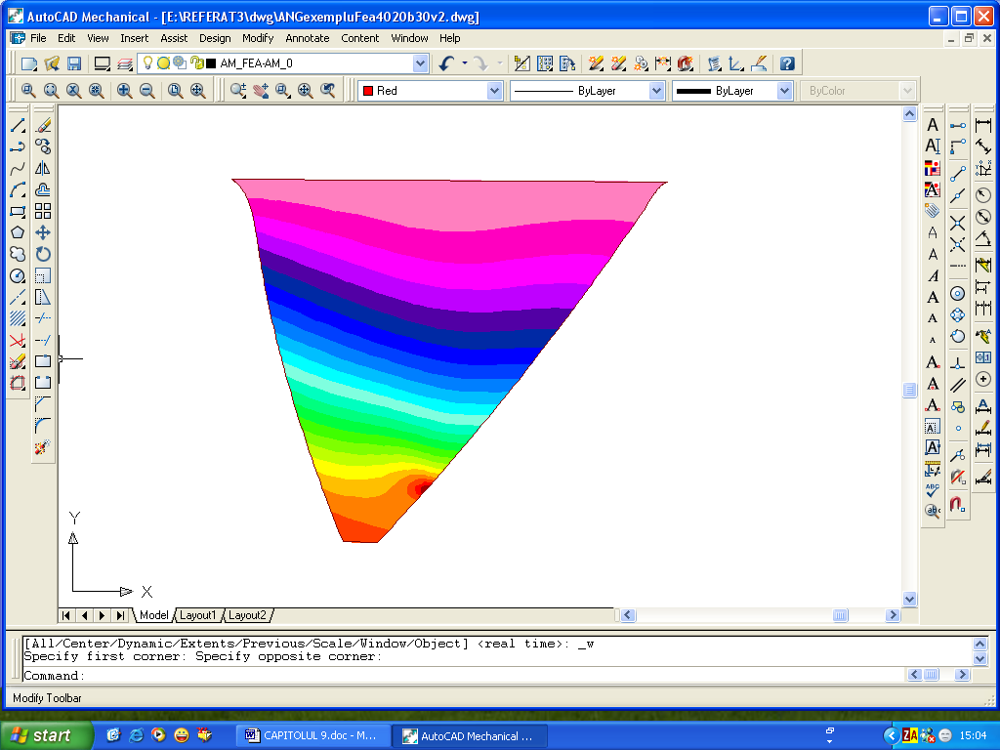 AutoCAD Mechanical - [E:\REFERAT3\dwg\ANGexempluFea4020b30v2.dwg]
File Edit View Insert Assist Design Modify Annotate Content Window Help
AM_FEA-AM_0
Red ByLayer ByLayer ByColor
Y
X
Model Layout1 Layout2
[All/Center/Dynamic/Extents/Previous/Scale/Window/Object] <real time>: _w
Specify first corner: Specify opposite corner:
Command:
Modify Toolbar
start CAPITOLUL 9.doc - M... AutoCAD Mechanical ... ZA 15:04